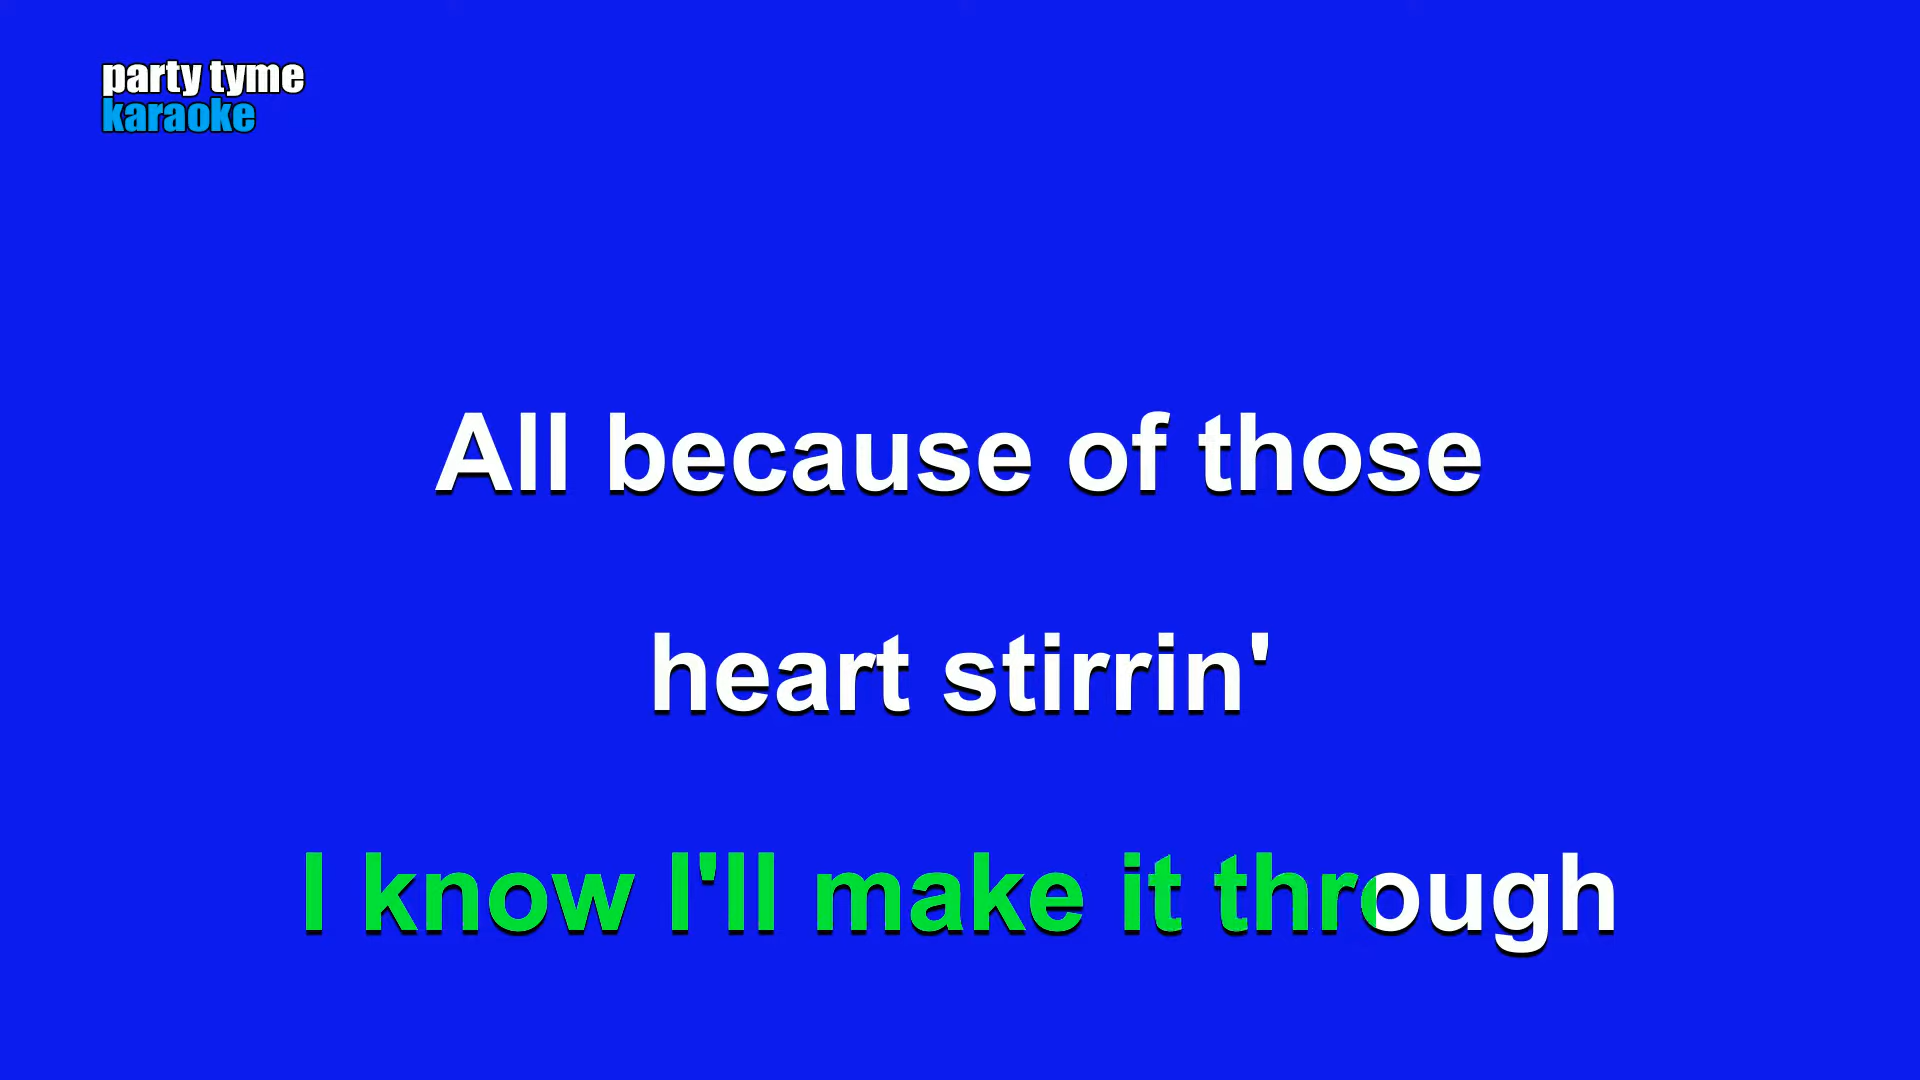 party tyme
karaoke
All because of those
heart stirrin'
I know I'll make it through